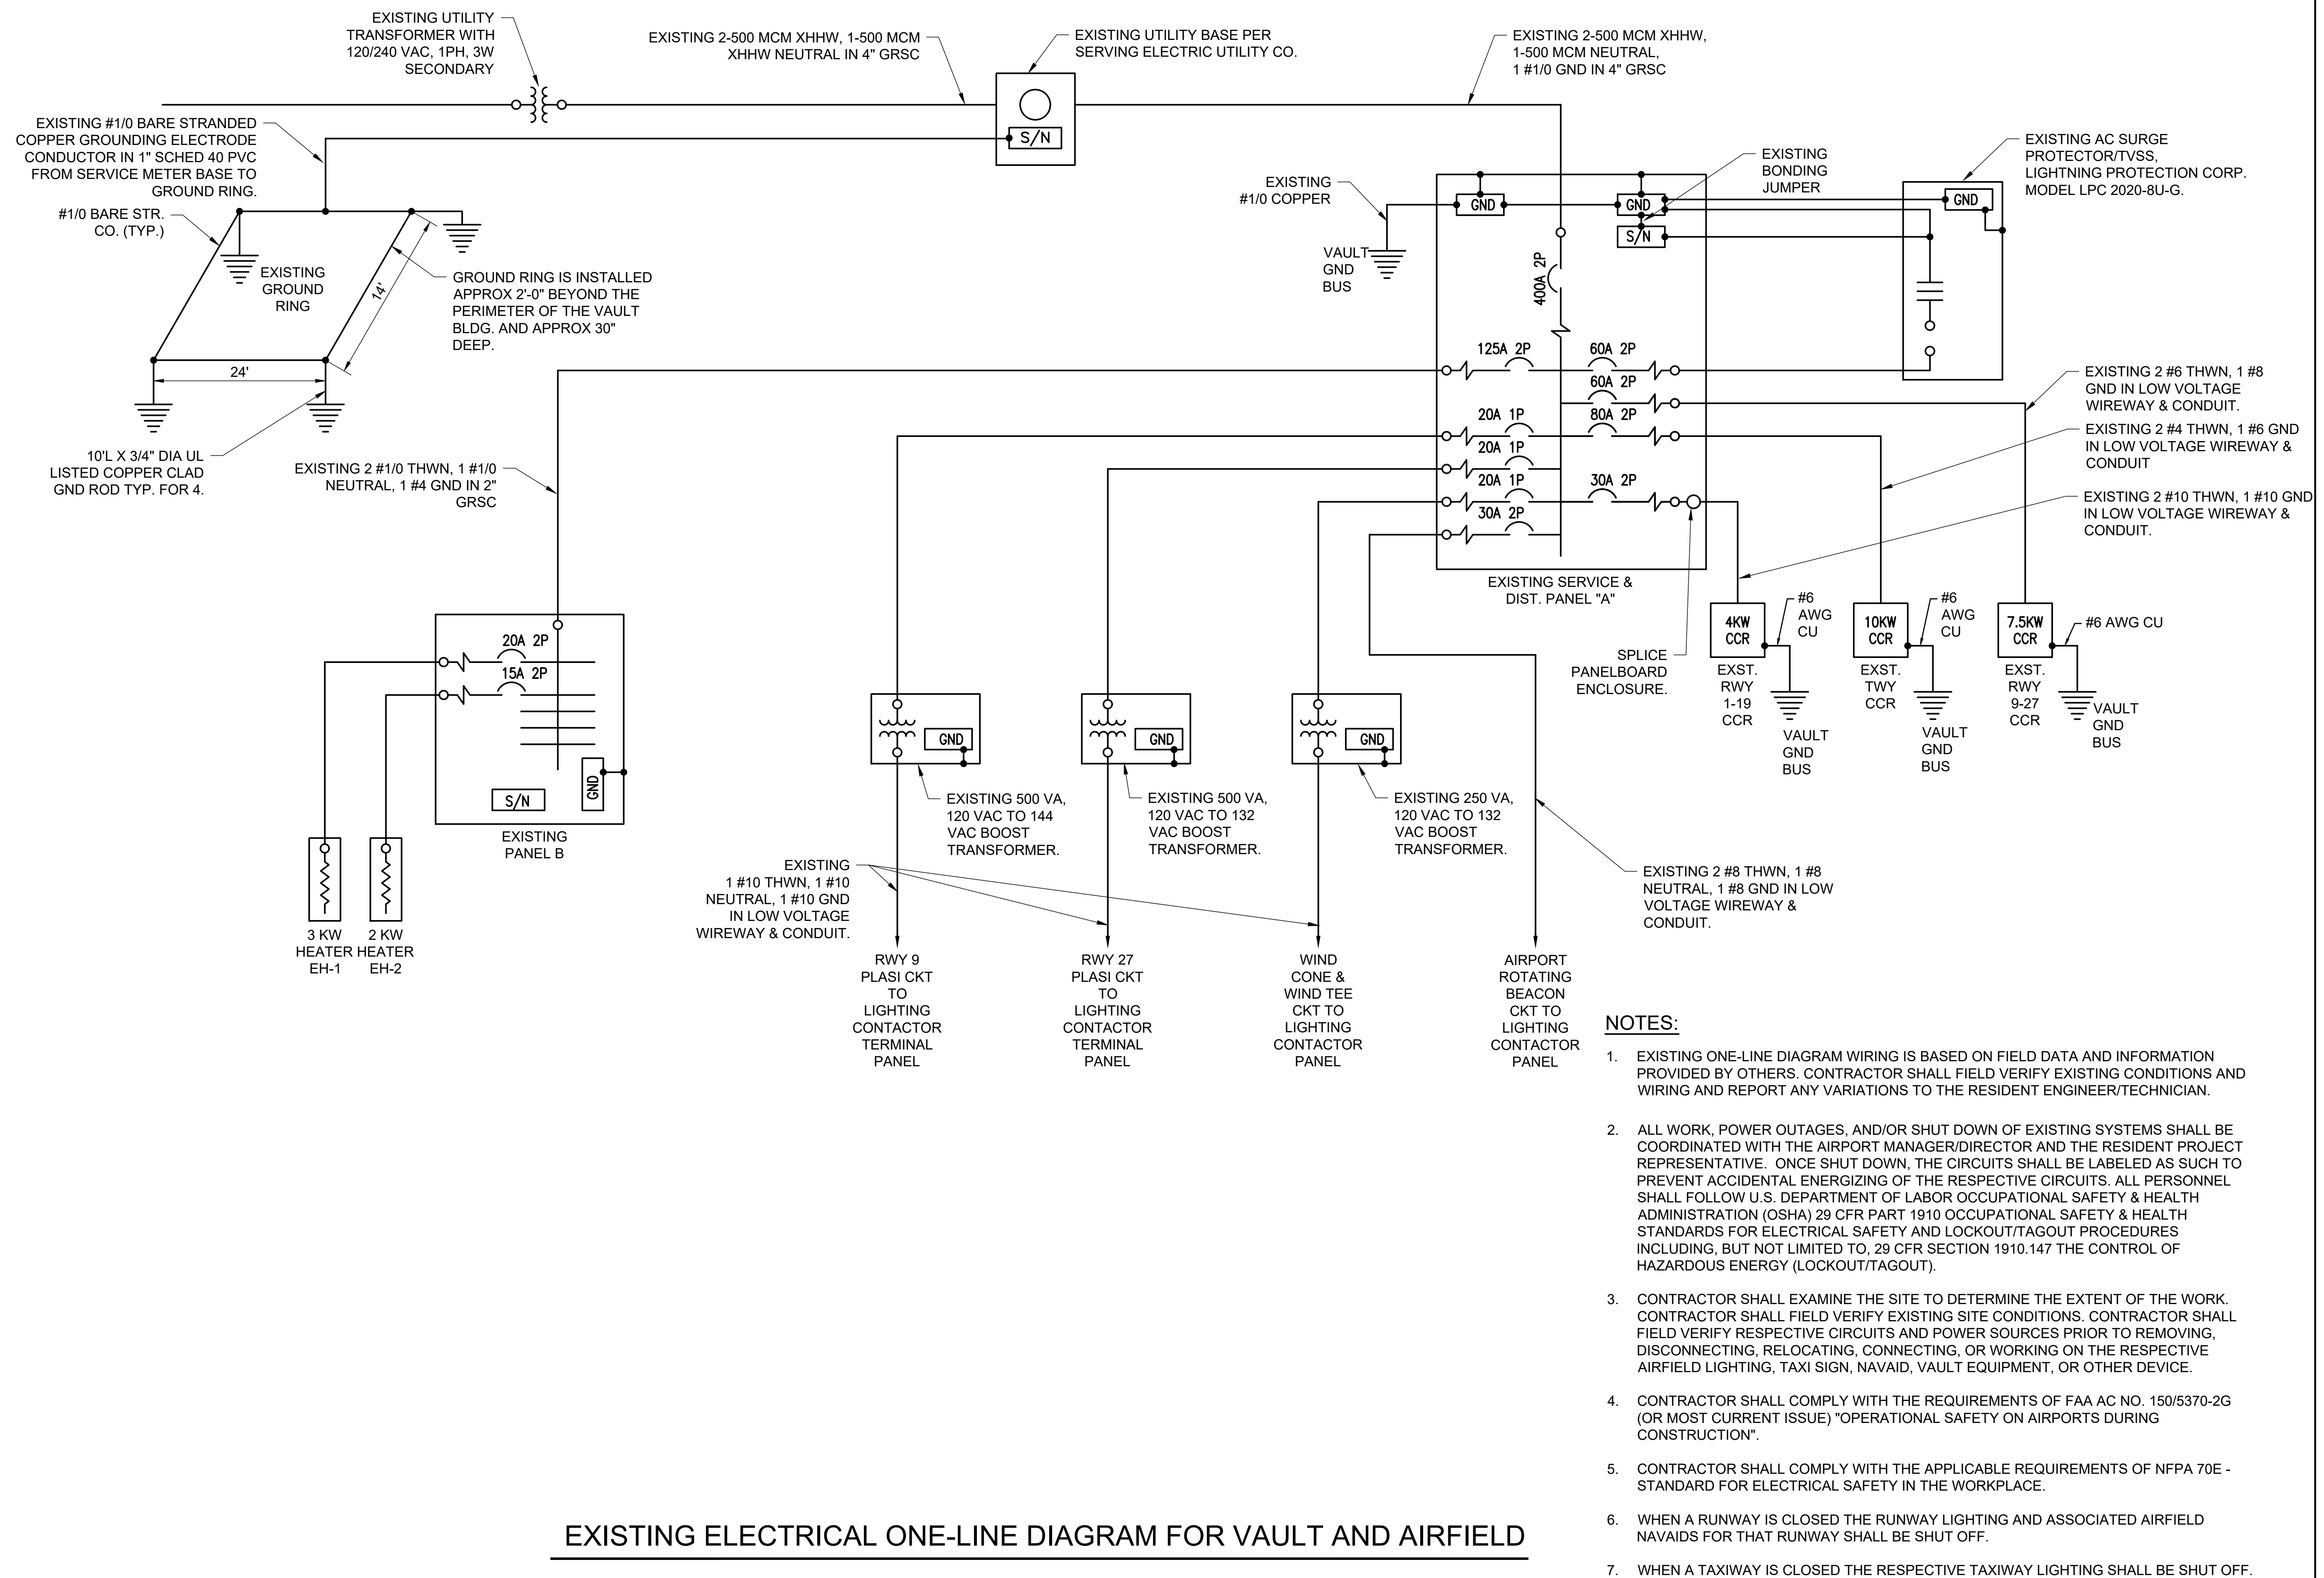 EXISTING UTILITY
TRANSFORMER WITH
120/240 VAC, 1PH, 3W
SECONDARY
EXISTING 2-500 MCM XHHW, 1-500 MCM
XHHW NEUTRAL IN 4" GRSC
EXISTING UTILITY BASE PER
SERVING ELECTRIC UTILITY CO.
EXISTING 2-500 MCM XHHW,
1-500 MCM NEUTRAL,
1 #1/0 GND IN 4" GRSC
S/N
EXISTING #1/0 BARE STRANDED
COPPER GROUNDING ELECTRODE
CONDUCTOR IN 1" SCHED 40 PVC
FROM SERVICE METER BASE TO
GROUND RING.
#1/0 BARE STR.
CO. (TYP.)
EXISTING
GROUND
RING
14'
24'
GROUND RING IS INSTALLED
APPROX 2'-0" BEYOND THE
PERIMETER OF THE VAULT
BLDG. AND APPROX 30"
DEEP.
10'L X 3/4" DIA UL
LISTED COPPER CLAD
GND ROD TYP. FOR 4.
EXISTING
#1/0 COPPER
VAULT
GND
BUS
GND
GND
S/N
EXISTING
BONDING
JUMPER
GND
EXISTING AC SURGE
PROTECTOR/TVSS,
LIGHTNING PROTECTION CORP.
MODEL LPC 2020-8U-G.
400A 2P
125A 2P
60A 2P
60A 2P
20A 1P
80A 2P
20A 1P
20A 1P
30A 2P
30A 2P
EXISTING SERVICE &
DIST. PANEL "A"
EXISTING 2 #6 THWN, 1 #8
GND IN LOW VOLTAGE
WIREWAY & CONDUIT.
EXISTING 2 #4 THWN, 1 #6 GND
IN LOW VOLTAGE WIREWAY &
CONDUIT
EXISTING 2 #10 THWN, 1 #10 GND
IN LOW VOLTAGE WIREWAY &
CONDUIT.
EXISTING 2 #1/0 THWN, 1 #1/0
NEUTRAL, 1 #4 GND IN 2"
GRSC
SPLICE
PANELBOARD
ENCLOSURE.
4KW
CCR
EXST.
RWY
1-19
CCR
#6
AWG
CU
VAULT
GND
BUS
10KW
CCR
EXST.
TWY
CCR
#6
AWG
CU
VAULT
GND
BUS
7.5KW
CCR
EXST.
RWY
9-27
CCR
#6 AWG CU
VAULT
GND
BUS
20A 2P
15A 2P
S/N
GND
EXISTING
PANEL B
3 KW
HEATER
EH-1
2 KW
HEATER
EH-2
GND
EXISTING 500 VA,
120 VAC TO 144
VAC BOOST
TRANSFORMER.
GND
EXISTING 500 VA,
120 VAC TO 132
VAC BOOST
TRANSFORMER.
GND
EXISTING 250 VA,
120 VAC TO 132
VAC BOOST
TRANSFORMER.
EXISTING
1 #10 THWN, 1 #10
NEUTRAL, 1 #10 GND
IN LOW VOLTAGE
WIREWAY & CONDUIT.
EXISTING 2 #8 THWN, 1 #8
NEUTRAL, 1 #8 GND IN LOW
VOLTAGE WIREWAY &
CONDUIT.
RWY 9
PLASI CKT
TO
LIGHTING
CONTACTOR
TERMINAL
PANEL
RWY 27
PLASI CKT
TO
LIGHTING
CONTACTOR
TERMINAL
PANEL
WIND
CONE &
WIND TEE
CKT TO
LIGHTING
CONTACTOR
PANEL
AIRPORT
ROTATING
BEACON
CKT TO
LIGHTING
CONTACTOR
PANEL
NOTES:
1. EXISTING ONE-LINE DIAGRAM WIRING IS BASED ON FIELD DATA AND INFORMATION
PROVIDED BY OTHERS. CONTRACTOR SHALL FIELD VERIFY EXISTING CONDITIONS AND
WIRING AND REPORT ANY VARIATIONS TO THE RESIDENT ENGINEER/TECHNICIAN.
2. ALL WORK, POWER OUTAGES, AND/OR SHUT DOWN OF EXISTING SYSTEMS SHALL BE
COORDINATED WITH THE AIRPORT MANAGER/DIRECTOR AND THE RESIDENT PROJECT
REPRESENTATIVE. ONCE SHUT DOWN, THE CIRCUITS SHALL BE LABELED AS SUCH TO
PREVENT ACCIDENTAL ENERGIZING OF THE RESPECTIVE CIRCUITS. ALL PERSONNEL
SHALL FOLLOW U.S. DEPARTMENT OF LABOR OCCUPATIONAL SAFETY & HEALTH
ADMINISTRATION (OSHA) 29 CFR PART 1910 OCCUPATIONAL SAFETY & HEALTH
STANDARDS FOR ELECTRICAL SAFETY AND LOCKOUT/TAGOUT PROCEDURES
INCLUDING, BUT NOT LIMITED TO, 29 CFR SECTION 1910.147 THE CONTROL OF
HAZARDOUS ENERGY (LOCKOUT/TAGOUT).
3. CONTRACTOR SHALL EXAMINE THE SITE TO DETERMINE THE EXTENT OF THE WORK.
CONTRACTOR SHALL FIELD VERIFY EXISTING SITE CONDITIONS. CONTRACTOR SHALL
FIELD VERIFY RESPECTIVE CIRCUITS AND POWER SOURCES PRIOR TO REMOVING,
DISCONNECTING, RELOCATING, CONNECTING, OR WORKING ON THE RESPECTIVE
AIRFIELD LIGHTING, TAXI SIGN, NAVAID, VAULT EQUIPMENT, OR OTHER DEVICE.
4. CONTRACTOR SHALL COMPLY WITH THE REQUIREMENTS OF FAA AC NO. 150/5370-2G
(OR MOST CURRENT ISSUE) "OPERATIONAL SAFETY ON AIRPORTS DURING
CONSTRUCTION".
5. CONTRACTOR SHALL COMPLY WITH THE APPLICABLE REQUIREMENTS OF NFPA 70E -
STANDARD FOR ELECTRICAL SAFETY IN THE WORKPLACE.
6. WHEN A RUNWAY IS CLOSED THE RUNWAY LIGHTING AND ASSOCIATED AIRFIELD
NAVAIDS FOR THAT RUNWAY SHALL BE SHUT OFF.
7. WHEN A TAXIWAY IS CLOSED THE RESPECTIVE TAXIWAY LIGHTING SHALL BE SHUT OFF.
EXISTING ELECTRICAL ONE-LINE DIAGRAM FOR VAULT AND AIRFIELD